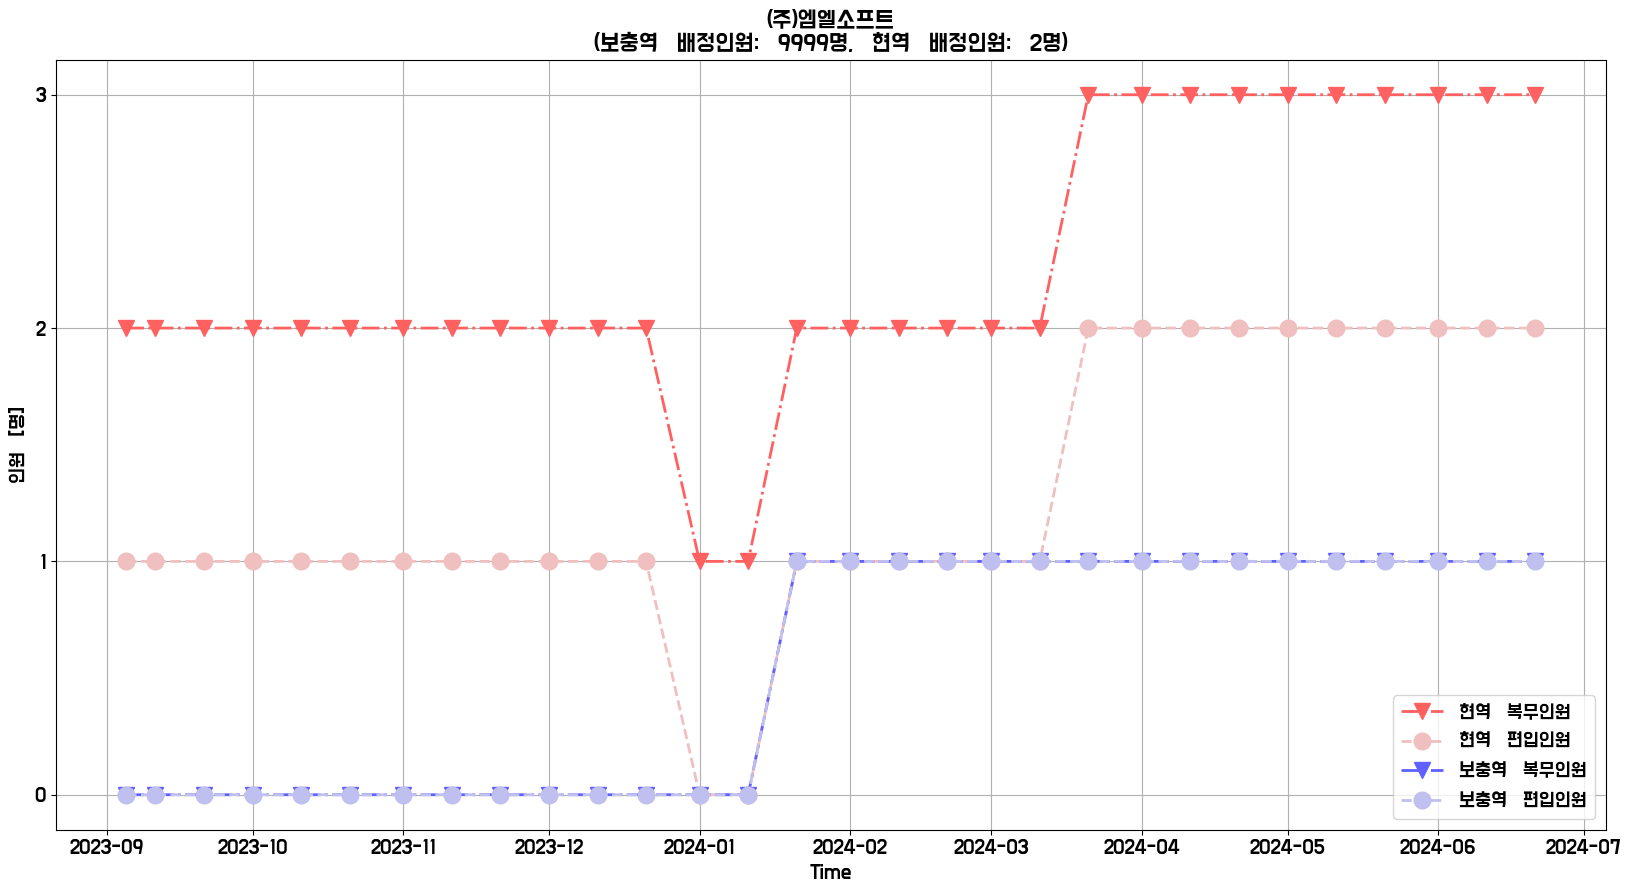 (주)엠엘소프트
(보충역 배정인원: 9999명, 현역 배정인원: 2명)
3
2
1
0
인원 [명]
현역 복무인원
현역 편입인원
보충역 복무인원
보충역 편입인원
2023-09 2023-10 2023-11 2023-12 2024-01 2024-02 2024-03 2024-04 2024-05 2024-06 2024-07
Time